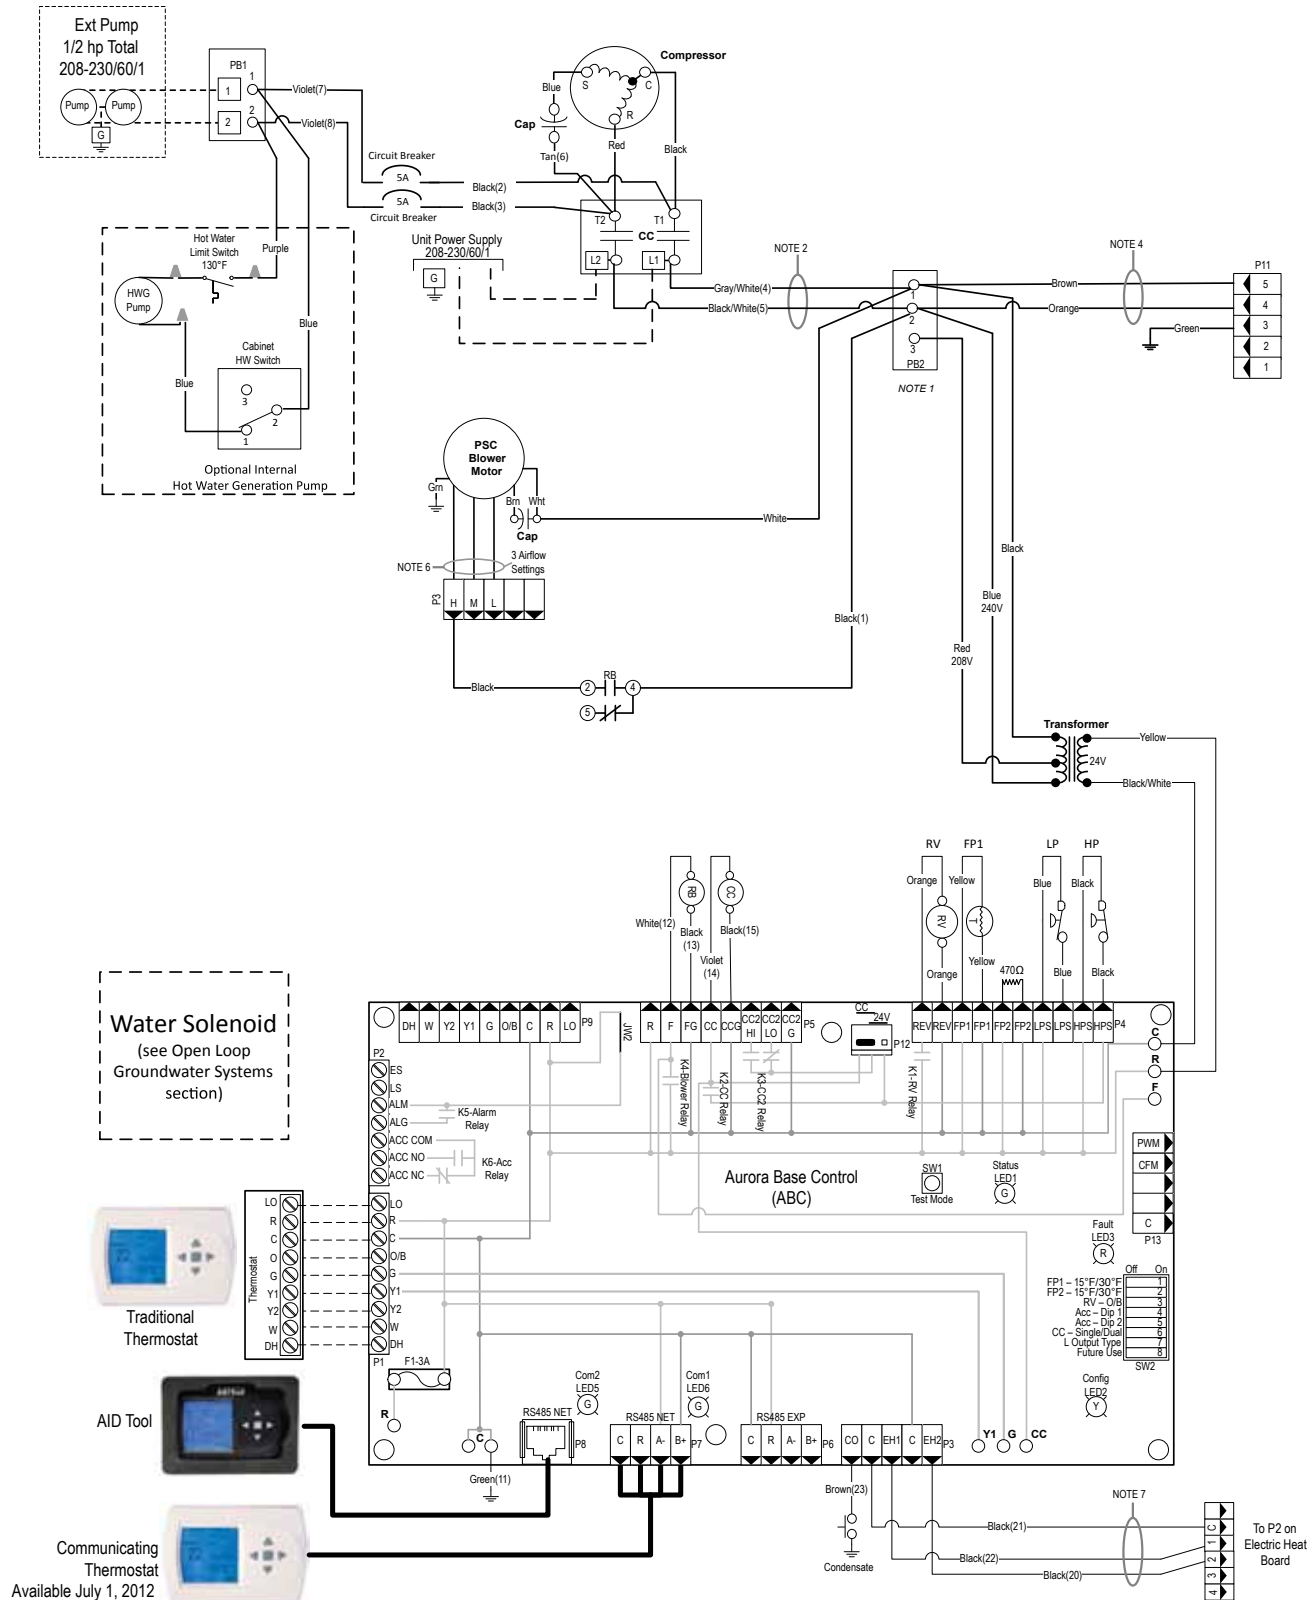 Ext Pump
1/2 hp Total
208-230/60/1
Pump
Pump
G
PB1
1
1
2
2
Violet(7)
Violet(8)
Circuit Breaker
5A
5A
Circuit Breaker
Black(2)
Black(3)
Compressor
Blue
S
C
R
Cap
Tan(6)
Red
Black
T2
T1
CC
L2
L1
Unit Power Supply
208-230/60/1
G
Gray/White(4)
Black/White(5)
NOTE 2
1
2
3
PB2
NOTE 1
NOTE 4
Brown
Orange
Green
P11
5
4
3
2
1
Hot Water
Limit Switch
130°F
Purple
HWG
Pump
Blue
Cabinet
HW Switch
Blue
3
2
1
Optional Internal
Hot Water Generation Pump
PSC
Blower
Motor
Grn
Brn
Wht
Cap
White
NOTE 6
3 Airflow
Settings
P3
H
M
L
Black
RB
2
4
5
Black(1)
Red
208V
Blue
240V
Black
Transformer
Yellow
24V
Black/White
RV
FP1
LP
HP
Orange
Yellow
Blue
Black
RB
CC
White(12)
Black
(13)
Violet
(14)
Black(15)
RV
T
Orange
Yellow
470Ω
Blue
Black
Water Solenoid
(see Open Loop
Groundwater Systems
section)
DH
W
Y2
Y1
G
O/B
C
R
LO
P9
JW2
R
F
FG
CC
CCG
CC2
HI
CC2
LO
CC2
G
P5
CC
24V
P12
REV
REV
FP1
FP1
FP2
FP2
LPS
LPS
HPS
HPS
P4
C
R
F
P2
ES
LS
ALM
ALG
ACC COM
ACC NO
ACC NC
K5-Alarm
Relay
K6-Acc
Relay
K4-Blower Relay
K2-CC Relay
K3-CC2 Relay
K1-RV Relay
Aurora Base Control
(ABC)
SW1
Test Mode
Status
LED1
G
PWM
CFM
C
P13
Fault
LED3
R
Off
On
FP1 – 15°F/30°F
1
FP2 – 15°F/30°F
2
RV – O/B
3
Acc – Dip 1
4
Acc – Dip 2
5
CC – Single/Dual
6
L Output Type
7
Future Use
8
SW2
Config
LED2
Y
Thermostat
LO
R
C
O
G
Y1
Y2
W
DH
LO
R
C
O/B
G
Y1
Y2
W
DH
P1
F1-3A
R
Traditional
Thermostat
AID Tool
Communicating
Thermostat
Available July 1, 2012
C
Green(11)
RS485 NET
P8
Com2
LED5
G
Com1
LED6
G
RS485 NET
C
R
A-
B+
P7
RS485 EXP
C
R
A-
B+
P6
CO
C
EH1
C
EH2
P3
Y1
G
CC
Brown(23)
Condensate
Black(21)
Black(22)
Black(20)
NOTE 7
C
1
2
3
4
To P2 on
Electric Heat
Board